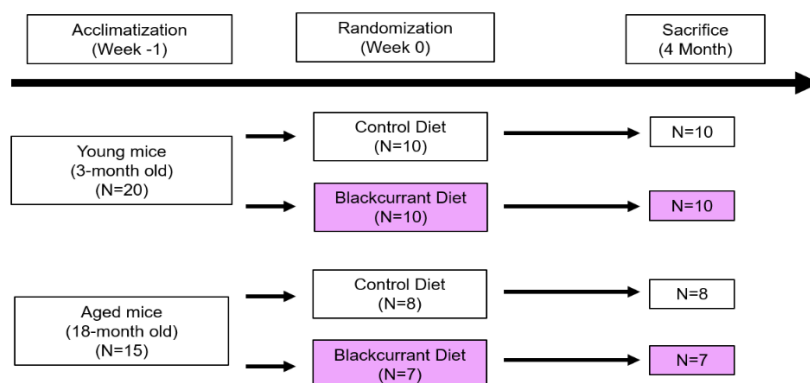 Acclimatization
(Week -1)
Randomization
(Week 0)
Sacrifice
(4 Month)
Young mice
(3-month old)
(N=20)
Control Diet
(N=10)
N=10
Blackcurrant Diet
(N=10)
N=10
Aged mice
(18-month old)
(N=15)
Control Diet
(N=8)
N=8
Blackcurrant Diet
(N=7)
N=7